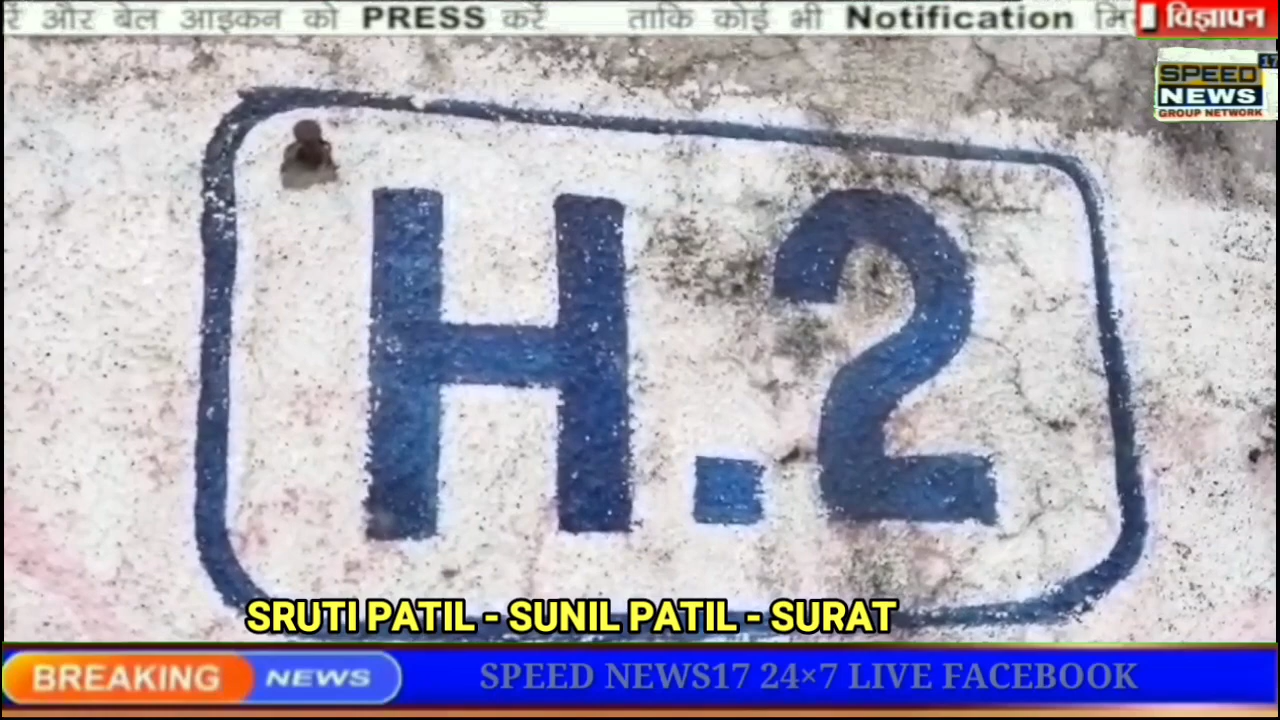 और बेल आइकन को PRESS करें ताकि कोई भी Notification
विज्ञापन
17
SPEED
NEWS
GROUP NETWORK
H.2
SRUTI PATIL - SUNIL PATIL - SURAT
BREAKING NEWS SPEED NEWS17 24×7 LIVE FACEBOOK